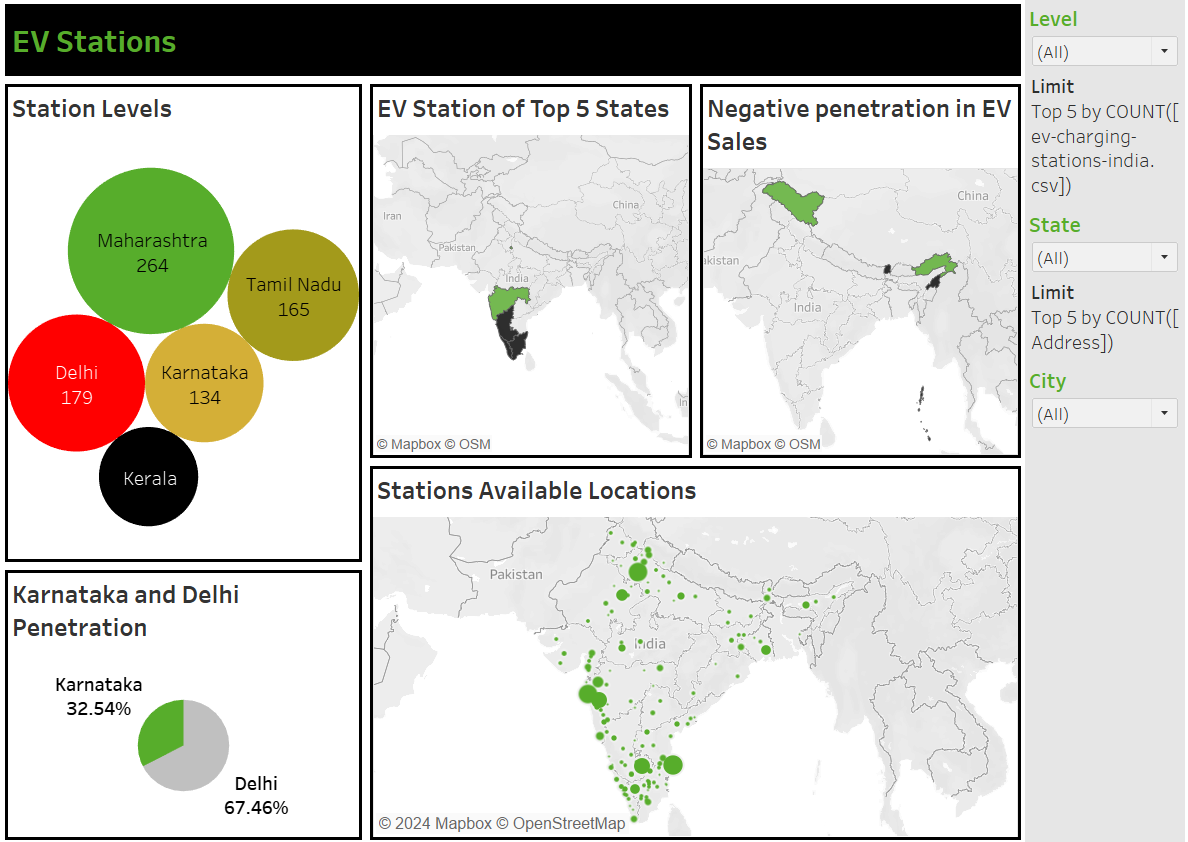 EV Stations
Station Levels
Maharashtra
264
Tamil Nadu
165
Delhi
179
Karnataka
134
Kerala
Karnataka and Delhi
Penetration
Karnataka
32.54%
Delhi
67.46%
EV Station of Top 5 States
China
Iran
Pakistan
India
In
© Mapbox © OSM
Negative penetration in EV
Sales
China
akistan
India
© Mapbox © OSM
Stations Available Locations
Pakistan
India
© 2024 Mapbox © OpenStreetMap
Level
(All)
Limit
Top 5 by COUNT([
ev-charging-
stations-india.
csv])
State
(All)
Limit
Top 5 by COUNT([
Address])
City
(All)